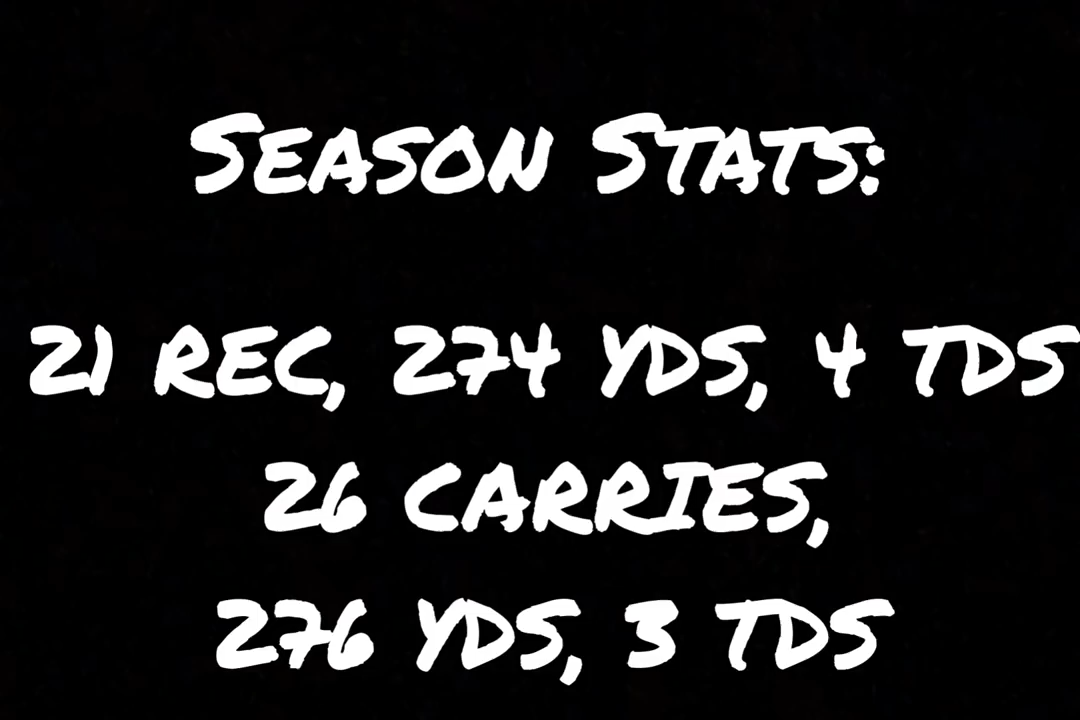 Season Stats:
21 REC, 274 YDS, 4 TDS
26 CARRIES,
276 YDS, 3 TDS